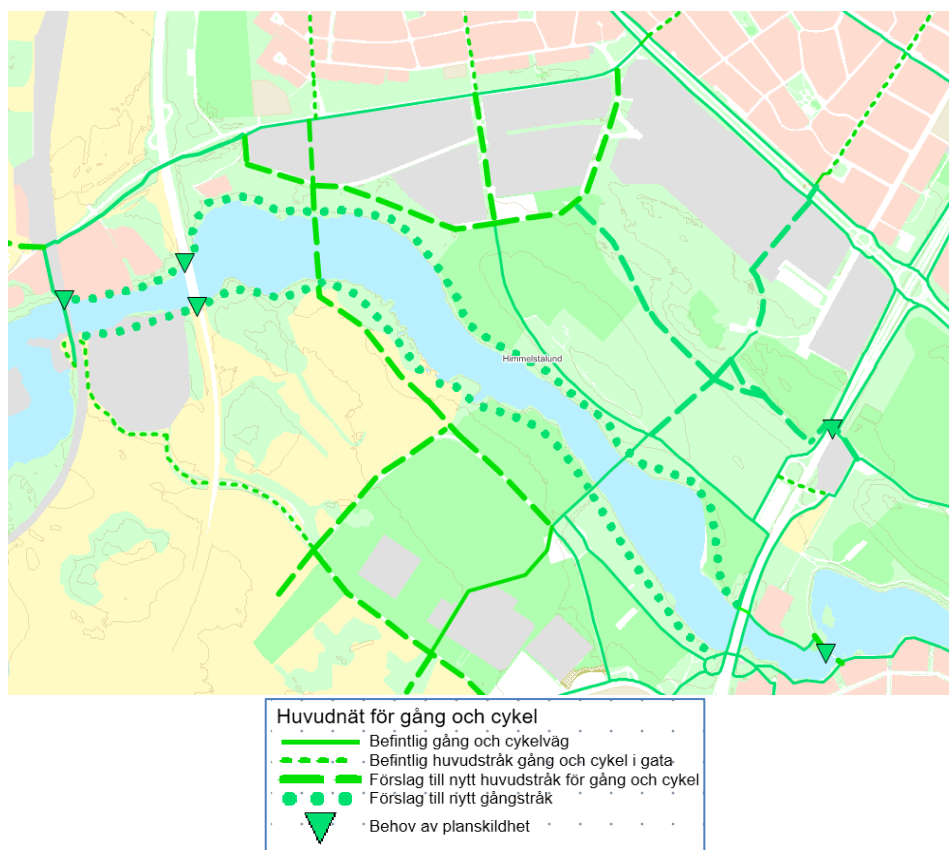 Himmelstalund
Huvudnät för gång och cykel
Befintlig gång och cykelväg
Befintlig huvudstråk gång och cykel i gata
Förslag till nytt huvudstråk för gång och cykel
Förslag till nytt gångstråk
Behov av planskildhet